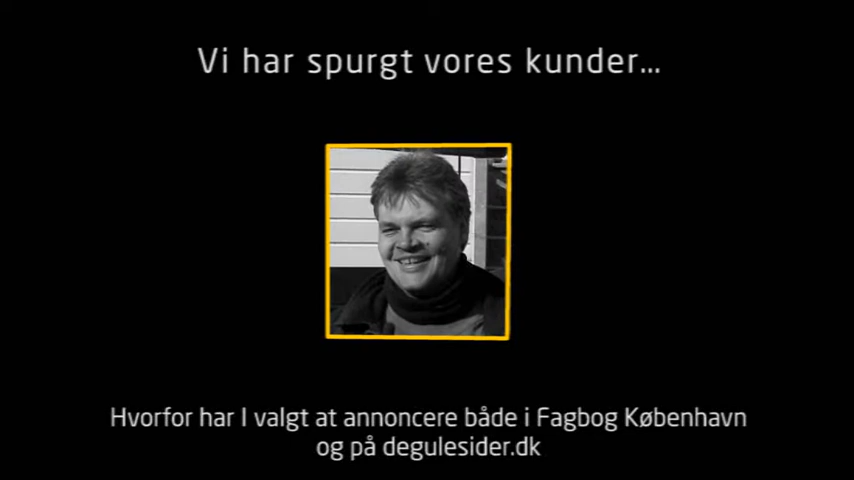 Vi har spurgt vores kunder...
Hvorfor har I valgt at annoncere både i Fagbog København
og på degulesider.dk